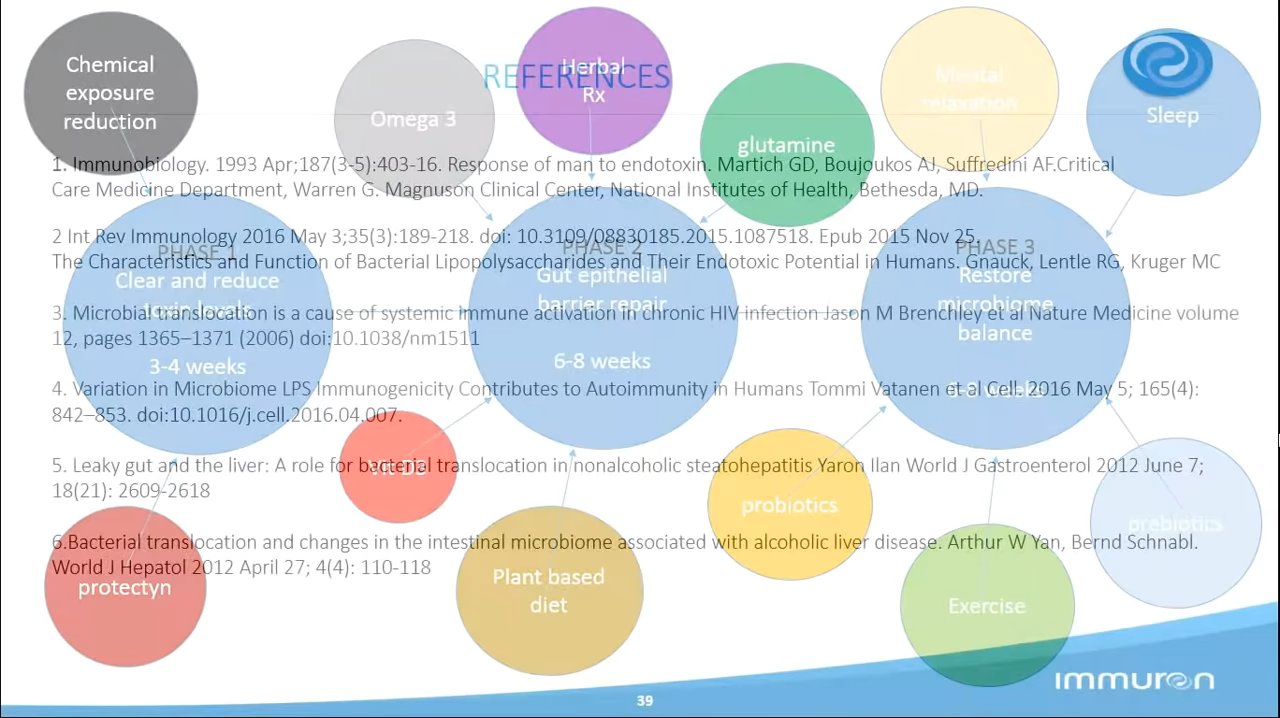 Chemical
exposure
reduction
Omega 3
Herbal
Rx
glutamine
Mental
relaxation
Sleep
REFERENCES
1. Immunobiology. 1993 Apr;187(3-5):403-16. Response of man to endotoxin. Martich GD, Boujoukos AJ, Suffredini AF.Critical
Care Medicine Department, Warren G. Magnuson Clinical Center, National Institutes of Health, Bethesda, MD.
2 Int Rev Immunology 2016 May 3;35(3):189-218. doi: 10.3109/08830185.2015.1087518. Epub 2015 Nov 25.
The Characteristics and Function of Bacterial Lipopolysaccharides and Their Endotoxic Potential in Humans. Gnauck, Lentle RG, Kruger MC
3. Microbial translocation is a cause of systemic immune activation in chronic HIV infection Jason M Brenchley et al Nature Medicine volume
12, pages 1365–1371 (2006) doi:10.1038/nm1511
4. Variation in Microbiome LPS Immunogenicity Contributes to Autoimmunity in Humans Tommi Vatanen et al Cell. 2016 May 5; 165(4):
842–853. doi:10.1016/j.cell.2016.04.007.
5. Leaky gut and the liver: A role for bacterial translocation in nonalcoholic steatohepatitis Yaron Ilan World J Gastroenterol 2012 June 7;
18(21): 2609-2618
6.Bacterial translocation and changes in the intestinal microbiome associated with alcoholic liver disease. Arthur W Yan, Bernd Schnabl.
World J Hepatol 2012 April 27; 4(4): 110-118
PHASE 1
Clear and reduce
toxin levels
3-4 weeks
PHASE 2
Gut epithelial
barrier repair
6-8 weeks
PHASE 3
Restore
microbiome
balance
6-8 weeks
Vit D3
probiotics
prebiotics
protectyn
Plant based
diet
Exercise
immuron
39